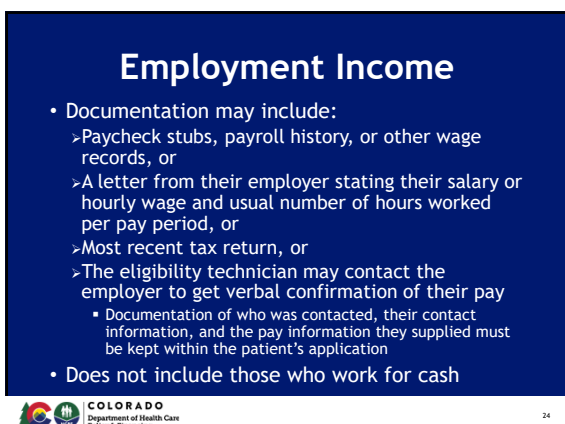 Employment Income
• Documentation may include:
➢Paycheck stubs, payroll history, or other wage
records, or
➢A letter from their employer stating their salary or
hourly wage and usual number of hours worked
per pay period, or
➢Most recent tax return, or
➢The eligibility technician may contact the
employer to get verbal confirmation of their pay
▪ Documentation of who was contacted, their contact
information, and the pay information they supplied must
be kept within the patient’s application
• Does not include those who work for cash
COLORADO
Department of Health Care
24